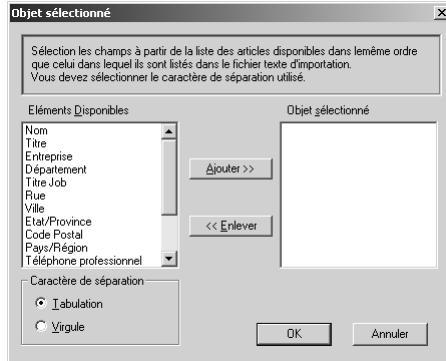 Objet sélectionné
Sélection les champs à partir de la liste des articles disponibles dans lemême ordre
que celui dans lequel ils sont listés dans le fichier texte d'importation.
Vous devez sélectionner le caractère de séparation utilisé.
Eléments Disponibles
Objet sélectionné
Nom
Titre
Entreprise
Département
Titre Job
Rue
Ville
Etat/Province
Code Postal
Pays/Région
Téléphone professionnel
Ajouter >>
<< Enlever
Caractère de séparation
Tabulation
Virgule
OK
Annuler